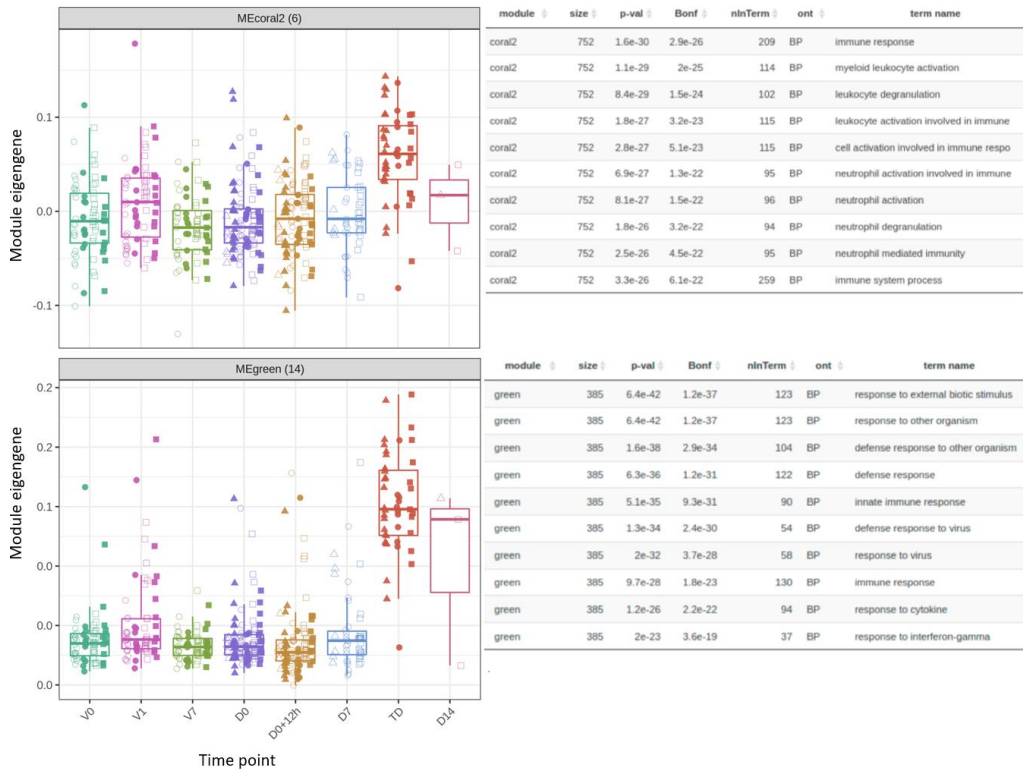 MEcoral2 (6)
Module eigengene
0.1
0.0
-0.1
module size p-val Bonf nInTerm ont term name
coral2 752 1.6e-30 2.9e-26 209 BP immune response
coral2 752 1.1e-29 2e-25 114 BP myeloid leukocyte activation
coral2 752 8.4e-29 1.5e-24 102 BP leukocyte degranulation
coral2 752 1.8e-27 3.2e-23 115 BP leukocyte activation involved in immune
coral2 752 2.8e-27 5.1e-23 115 BP cell activation involved in immune respo
coral2 752 6.9e-27 1.3e-22 95 BP neutrophil activation involved in immune
coral2 752 8.1e-27 1.5e-22 96 BP neutrophil activation
coral2 752 1.8e-26 3.2e-22 94 BP neutrophil degranulation
coral2 752 2.5e-26 4.5e-22 95 BP neutrophil mediated immunity
coral2 752 3.3e-26 6.1e-22 259 BP immune system process
MEgreen (14)
Module eigengene
0.2
0.2
0.1
0.0
0.0
0.0
V0 V1 V7 D0 D0+12h D7 TD D14
Time point
module size p-val Bonf nInTerm ont term name
green 385 6.4e-42 1.2e-37 123 BP response to external biotic stimulus
green 385 6.4e-42 1.2e-37 123 BP response to other organism
green 385 1.6e-38 2.9e-34 104 BP defense response to other organism
green 385 6.3e-36 1.2e-31 122 BP defense response
green 385 5.1e-35 9.3e-31 90 BP innate immune response
green 385 1.3e-34 2.4e-30 54 BP defense response to virus
green 385 2e-32 3.7e-28 58 BP response to virus
green 385 9.7e-28 1.8e-23 130 BP immune response
green 385 1.2e-26 2.2e-22 94 BP response to cytokine
green 385 2e-23 3.6e-19 37 BP response to interferon-gamma